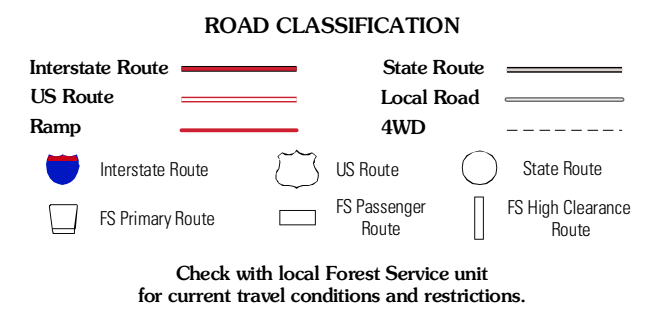 ROAD CLASSIFICATION
Interstate Route
State Route
US Route
Local Road
Ramp
4WD
Interstate Route
US Route
State Route
FS Primary Route
FS Passenger
Route
FS High Clearance
Route
Check with local Forest Service unit
for current travel conditions and restrictions.